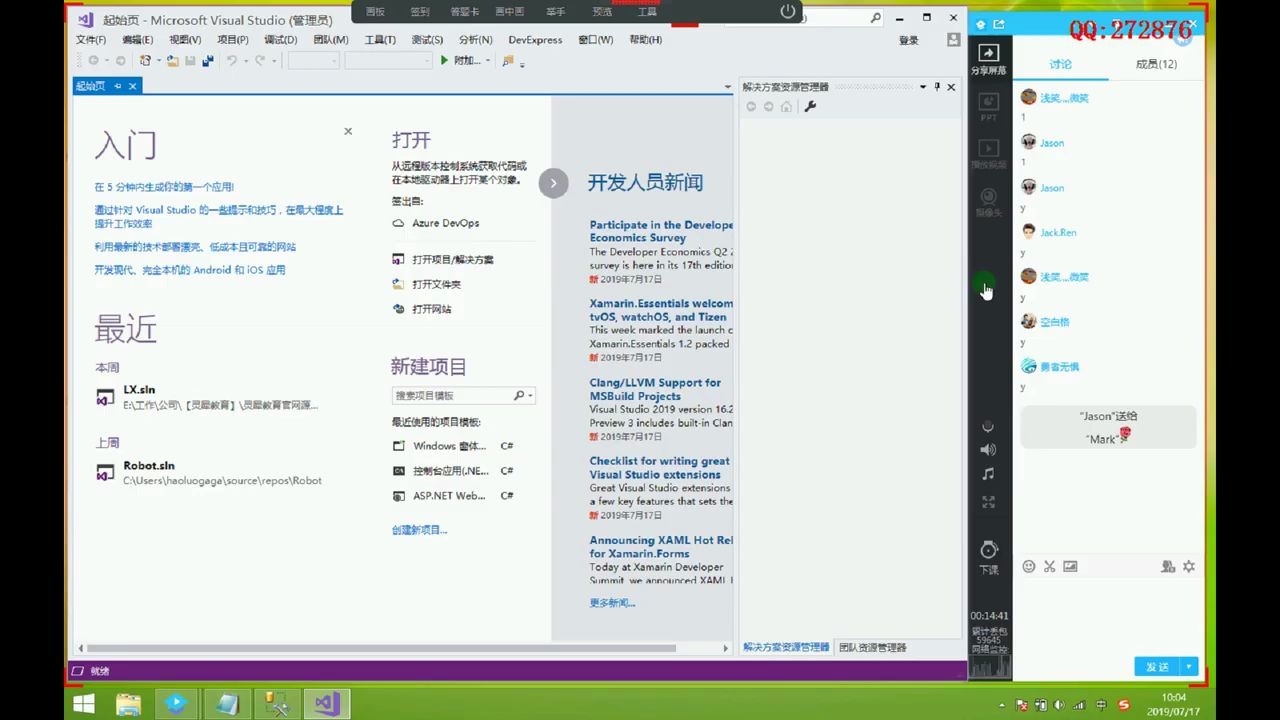 画板 签到 答题卡 画中画 举手 预览 工具
起始页 - Microsoft Visual Studio (管理员)
QQ:272876
文件(F) 编辑(E) 视图(V) 项目(P) 调试(D) 团队(M) 工具(T) 测试(S) 分析(N) DevExpress 窗口(W) 帮助(H) 登录
附加...
起始页
入门
在 5 分钟内生成你的第一个应用!
通过针对 Visual Studio 的一些提示和技巧，在最大程度上
提升工作效率
利用最新的技术部署漂亮、低成本且可靠的网站
开发现代、完全本机的 Android 和 iOS 应用
最近
本周
LX.sln
E:\工作\公司\【灵犀教育】\灵犀教育官网源...
上周
Robot.sln
C:\Users\haoluogaga\source\repos\Robot
打开
从远程版本控制系统获取代码或
在本地驱动器上打开某个对象。
签出自:
Azure DevOps
打开项目/解决方案
打开文件夹
打开网站
新建项目
搜索项目模板
最近使用的项目模板:
Windows 窗体... C#
控制台应用(.NE... C#
ASP.NET Web... C#
创建新项目...
开发人员新闻
Participate in the Develope
Economics Survey
The Developer Economics Q2 2
survey is here in its 17th edition
新 2019年7月17日
Xamarin.Essentials welcom
tvOS, watchOS, and Tizen
This week marked the launch o
Xamarin.Essentials 1.2 packed
新 2019年7月17日
Clang/LLVM Support for
MSBuild Projects
Visual Studio 2019 version 16.2
Preview 3 includes built-in Clan
新 2019年7月17日
Checklist for writing great
Visual Studio extensions
Great Visual Studio extensions
a few key features that sets the
新 2019年7月17日
Announcing XAML Hot Rel
for Xamarin.Forms
Today at Xamarin Developer
Summit, we announced XAML I
更多新闻...
解决方案资源管理器
解决方案资源管理器 团队资源管理器
就绪
分享屏幕
PPT
播放视频
摄像头
下课
00:14:41
累计丢包
59645
网络监控
讨论 成员(12)
浅笑...微笑
1
Jason
1
Jason
y
Jack.Ren
y
浅笑...微笑
y
空白格
y
勇者无惧
y
"Jason"送给
"Mark"
发送
中
10:04
2019/07/17